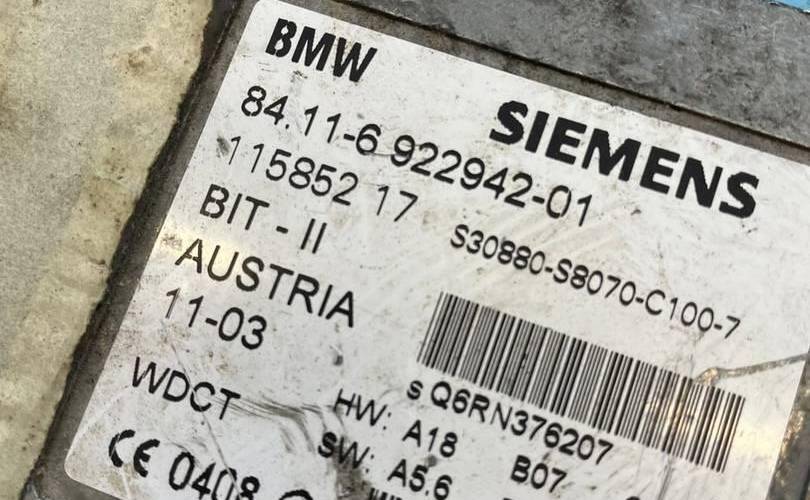 BMW
SIEMENS
84.11-6 922942-01
115852 17
S30880-S8070-C100-7
BIT - II
AUSTRIA
11-03
s Q6RN376207
WDCT
HW: A18 B07
SW: A5.6
CE 0408